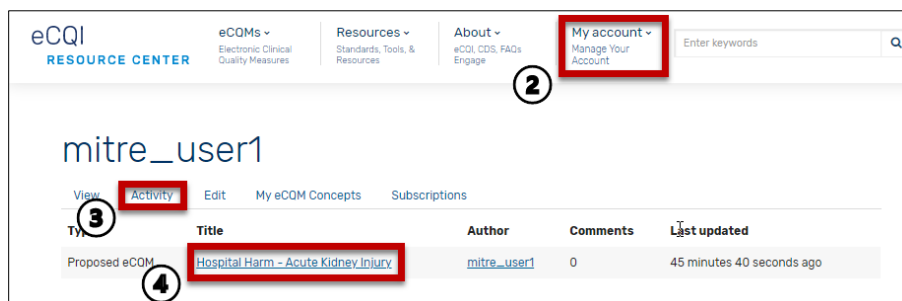 eCQI
RESOURCE CENTER
eCQMs
Electronic Clinical
Quality Measures
Resources
Standards, Tools, &
Resources
About
eCQI, CDS, FAQs
Engage
My account
Manage Your
Account
Enter keywords
2
mitre_user1
View Activity Edit My eCQM Concepts Subscriptions
3
Title Author Comments Last updated
Proposed eCQM Hospital Harm - Acute Kidney Injury mitre_user1 0 45 minutes 40 seconds ago
4